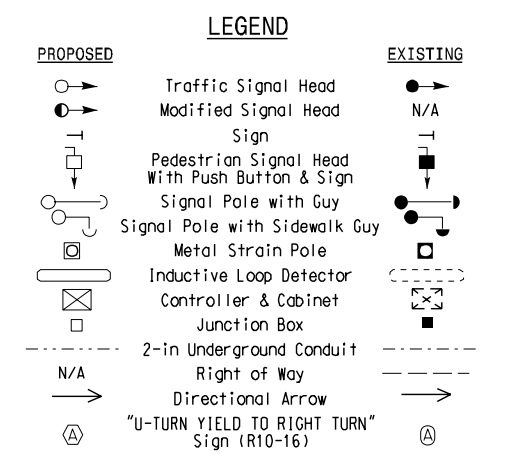 LEGEND
PROPOSED EXISTING
Traffic Signal Head
Modified Signal Head N/A
Sign
Pedestrian Signal Head
With Push Button & Sign
Signal Pole with Guy
Signal Pole with Sidewalk Guy
Metal Strain Pole
Inductive Loop Detector
Controller & Cabinet
Junction Box
2-in Underground Conduit
N/A Right of Way
Directional Arrow
"U-TURN YIELD TO RIGHT TURN"
A Sign (R10-16) A